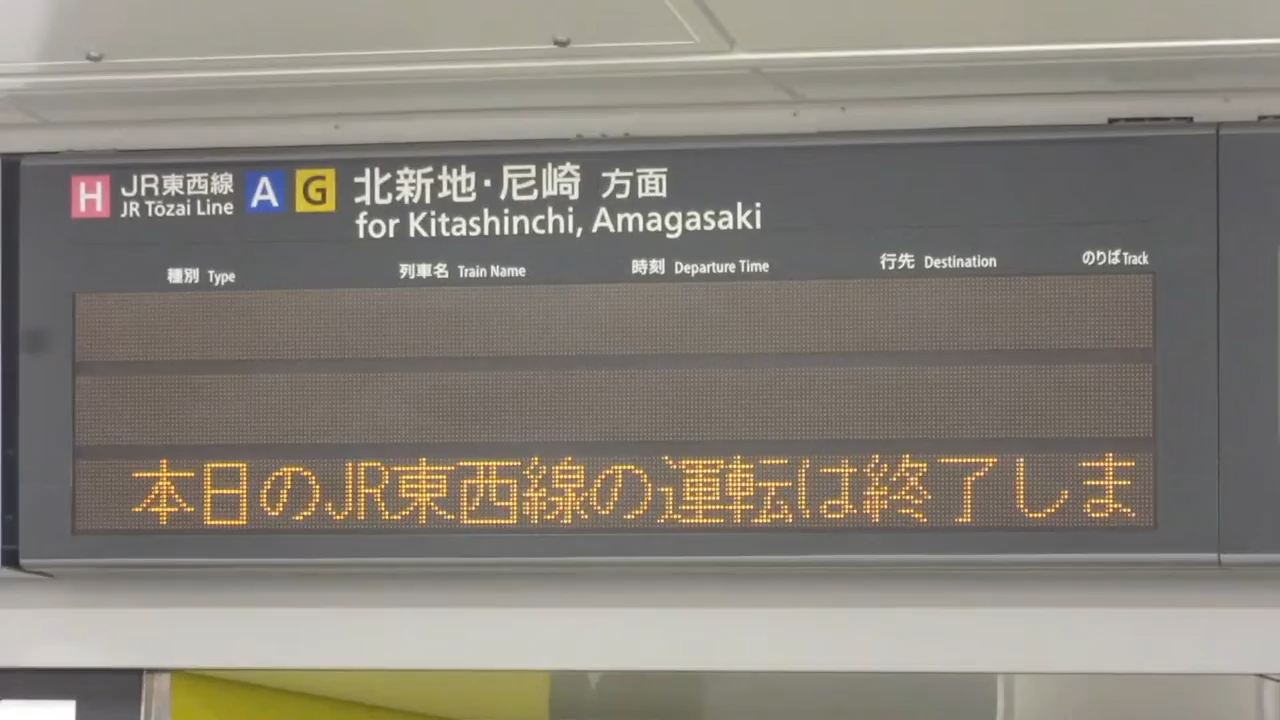 H JR東西線 A G 北新地・尼崎 方面
JR Tōzai Line for Kitashinchi, Amagasaki
種別 Type 列車名 Train Name 時刻 Departure Time 行先 Destination のりば Track
本日のJR東西線の運転は終了しま